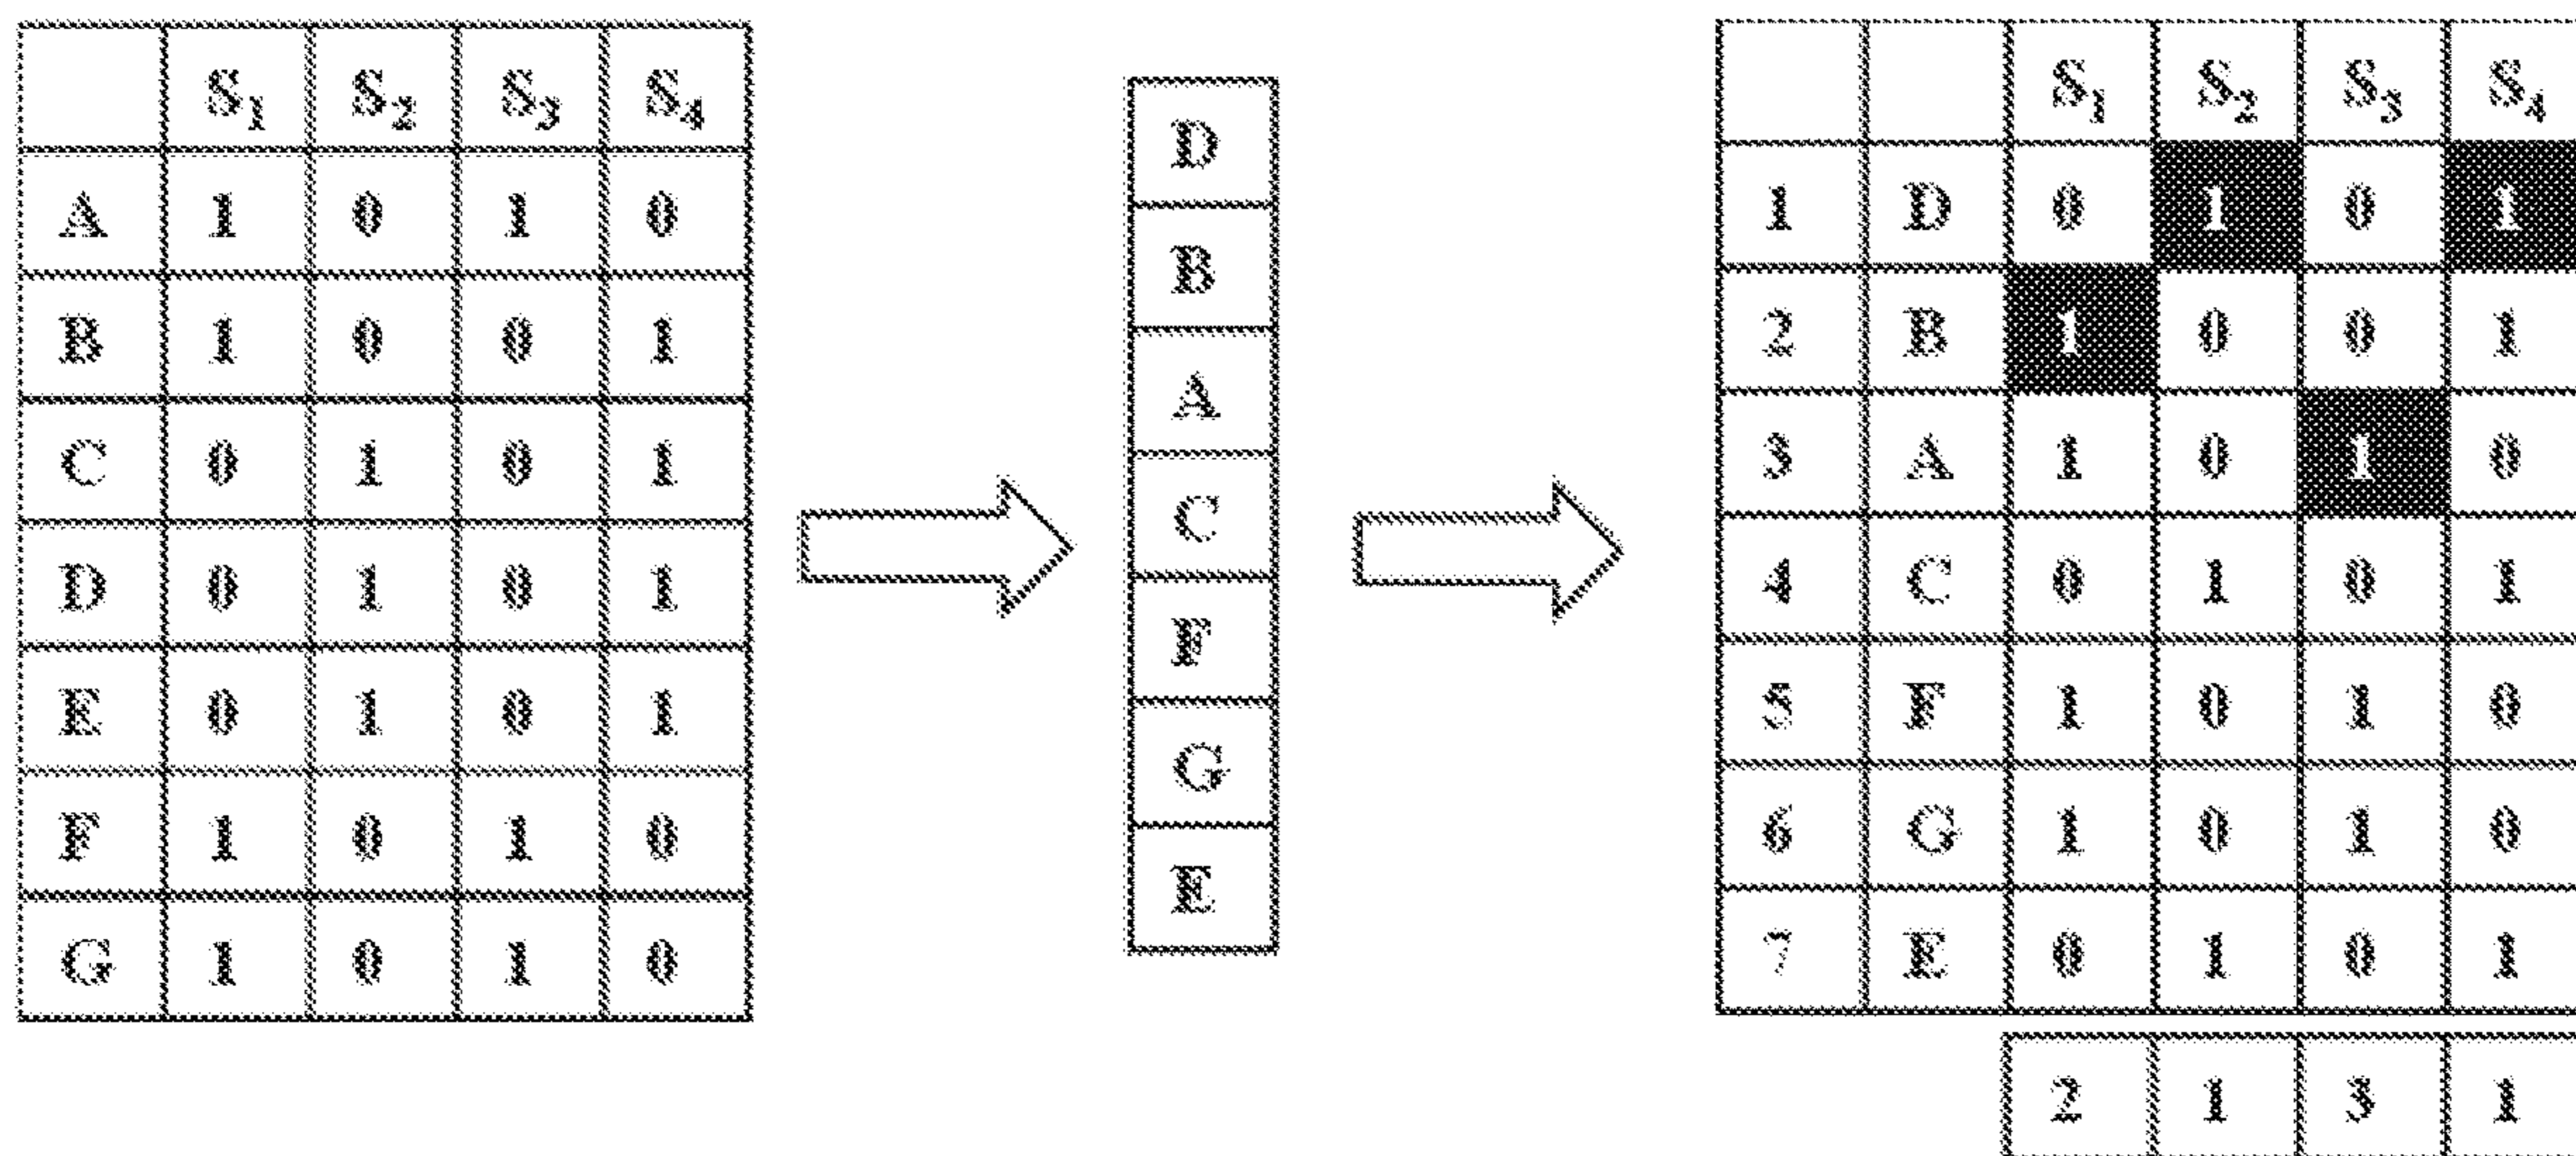 S1 S2 S3 S4
A 1 0 1 0
B 1 0 0 1
C 0 1 0 1
D 0 1 0 1
E 0 1 0 1
F 1 0 1 0
G 1 0 1 0
D
B
A
C
F
G
E
S1 S2 S3 S4
1 D 0 1 0 1
2 B 1 0 0 1
3 A 1 0 1 0
4 C 0 1 0 1
5 F 1 0 1 0
6 G 1 0 1 0
7 E 0 1 0 1
2 1 3 1